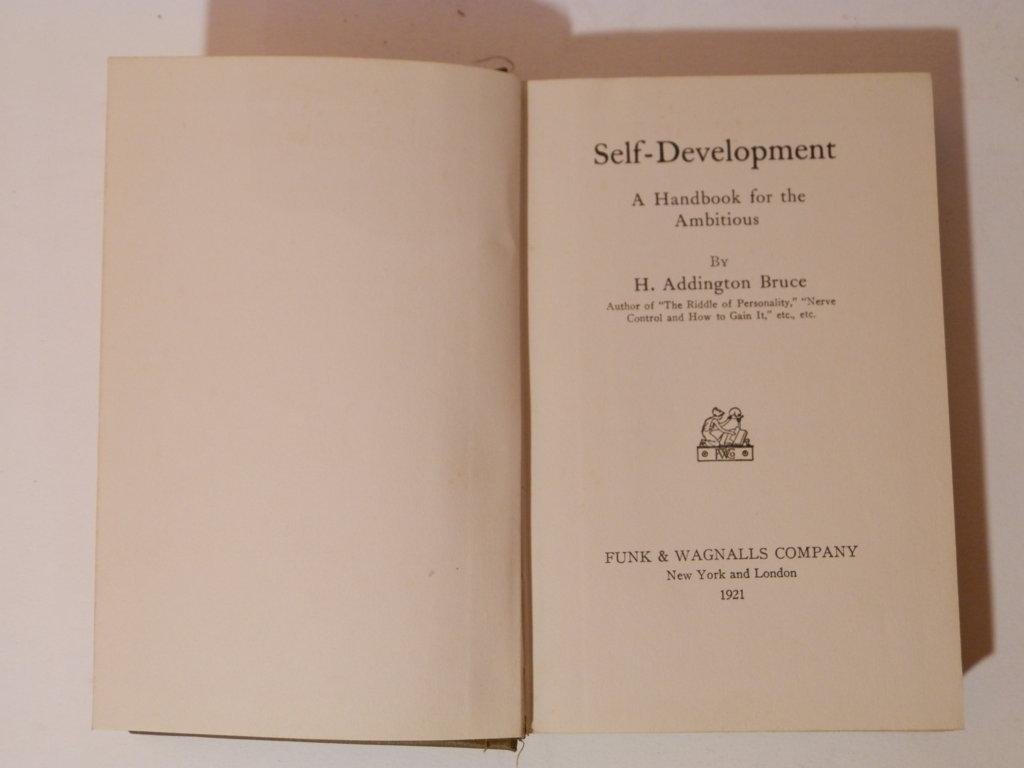 Self-Development
A Handbook for the
Ambitious
By
H. Addington Bruce
Author of "The Riddle of Personality," "Nerve
Control and How to Gain It," etc., etc.
FUNK & WAGNALLS COMPANY
New York and London
1921